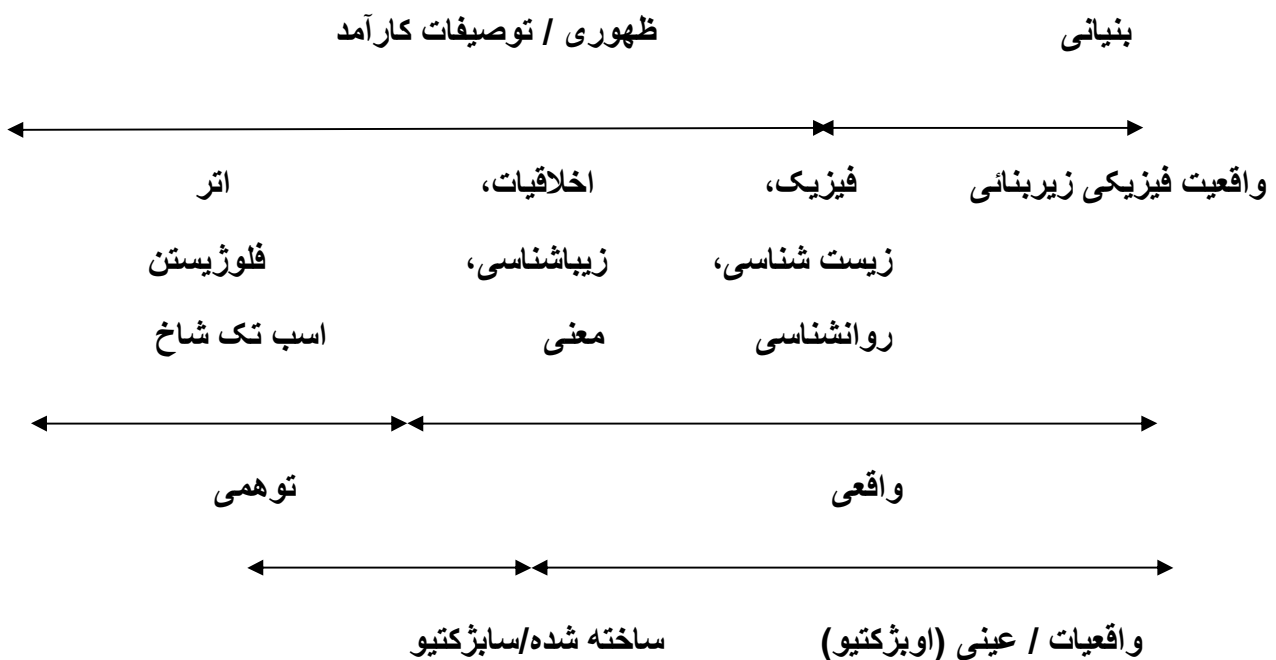 بنیانی ظهوری / توصیفات کارآمد
واقعیت فیزیکی زیربنائی فیزیک، اخلاقیات، اتر
زیست شناسی، زیباشناسی، فلوژیستن
روانشناسی معنی اسب تک شاخ
واقعی توهمی
واقعیات / عینی (اوبژکتیو) ساخته شده/سابژکتیو